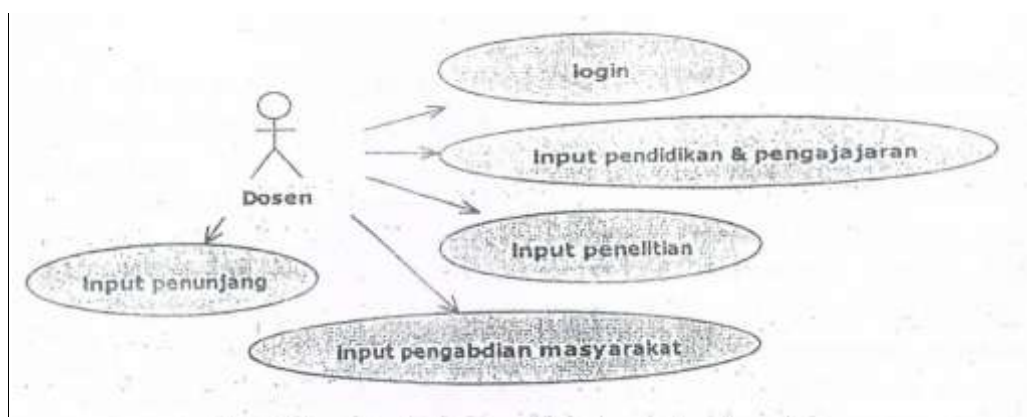 login
Input pendidikan & pengajajaran
Dosen
Input penelitian
Input penunjang
Input pengabdian masyarakat